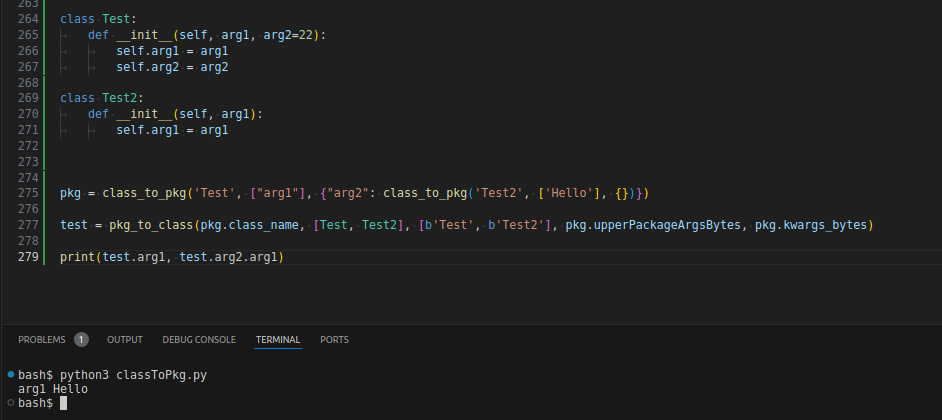 263
264 class Test:
265 def __init__(self, arg1, arg2=22):
266 self.arg1 = arg1
267 self.arg2 = arg2
268
269 class Test2:
270 def __init__(self, arg1):
271 self.arg1 = arg1
272
273
274
275 pkg = class_to_pkg('Test', ["arg1"], {"arg2": class_to_pkg('Test2', ['Hello'], {})})
276
277 test = pkg_to_class(pkg.class_name, [Test, Test2], [b'Test', b'Test2'], pkg.upperPackageArgsBytes, pkg.kwargs_bytes)
278
279 print(test.arg1, test.arg2.arg1)
PROBLEMS 1 OUTPUT DEBUG CONSOLE TERMINAL PORTS
bash$ python3 classToPkg.py
arg1 Hello
bash$